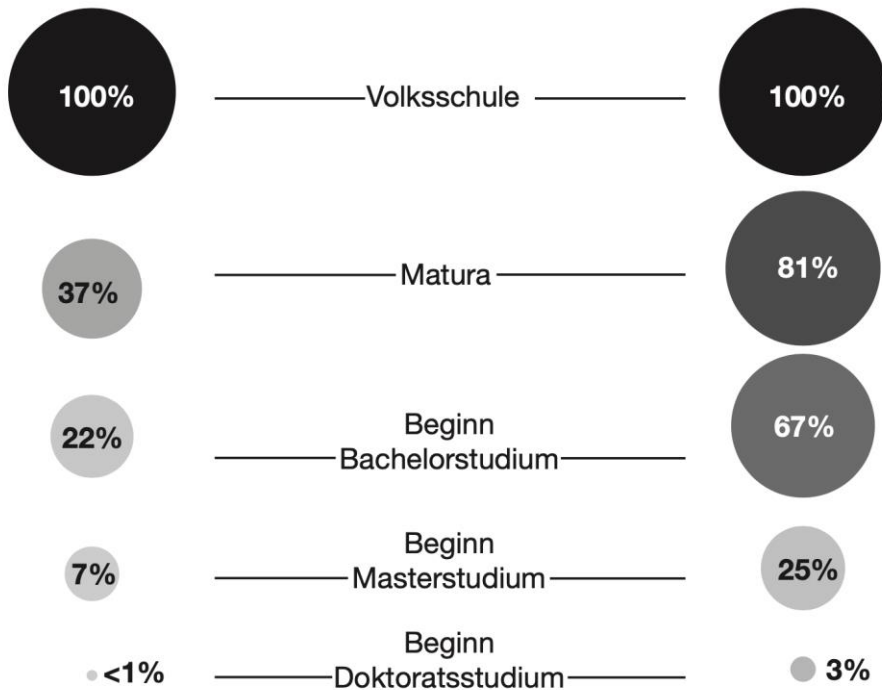 100% Volksschule 100%
37% Matura 81%
22% Beginn 67%
Bachelorstudium
Beginn
7% Masterstudium 25%
Beginn
<1% Doktoratsstudium 3%